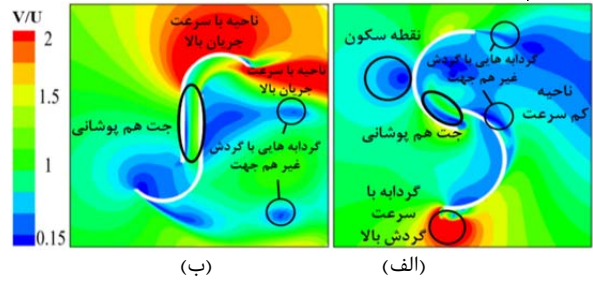 V/U
2
1.5
1
0.15
ناحیه با سرعت
جریان بالا
ناحیه با سرعت
جریان بالا
جت هم پوشانی
گردابه هایی با گردش
غیر هم جهت
(ب)
نقطه سکون
گردابه هایی با گردش
غیر هم جهت
ناحیه
کم سرعت
جت هم پوشانی
گردابه با
سرعت
گردش بالا
(الف)